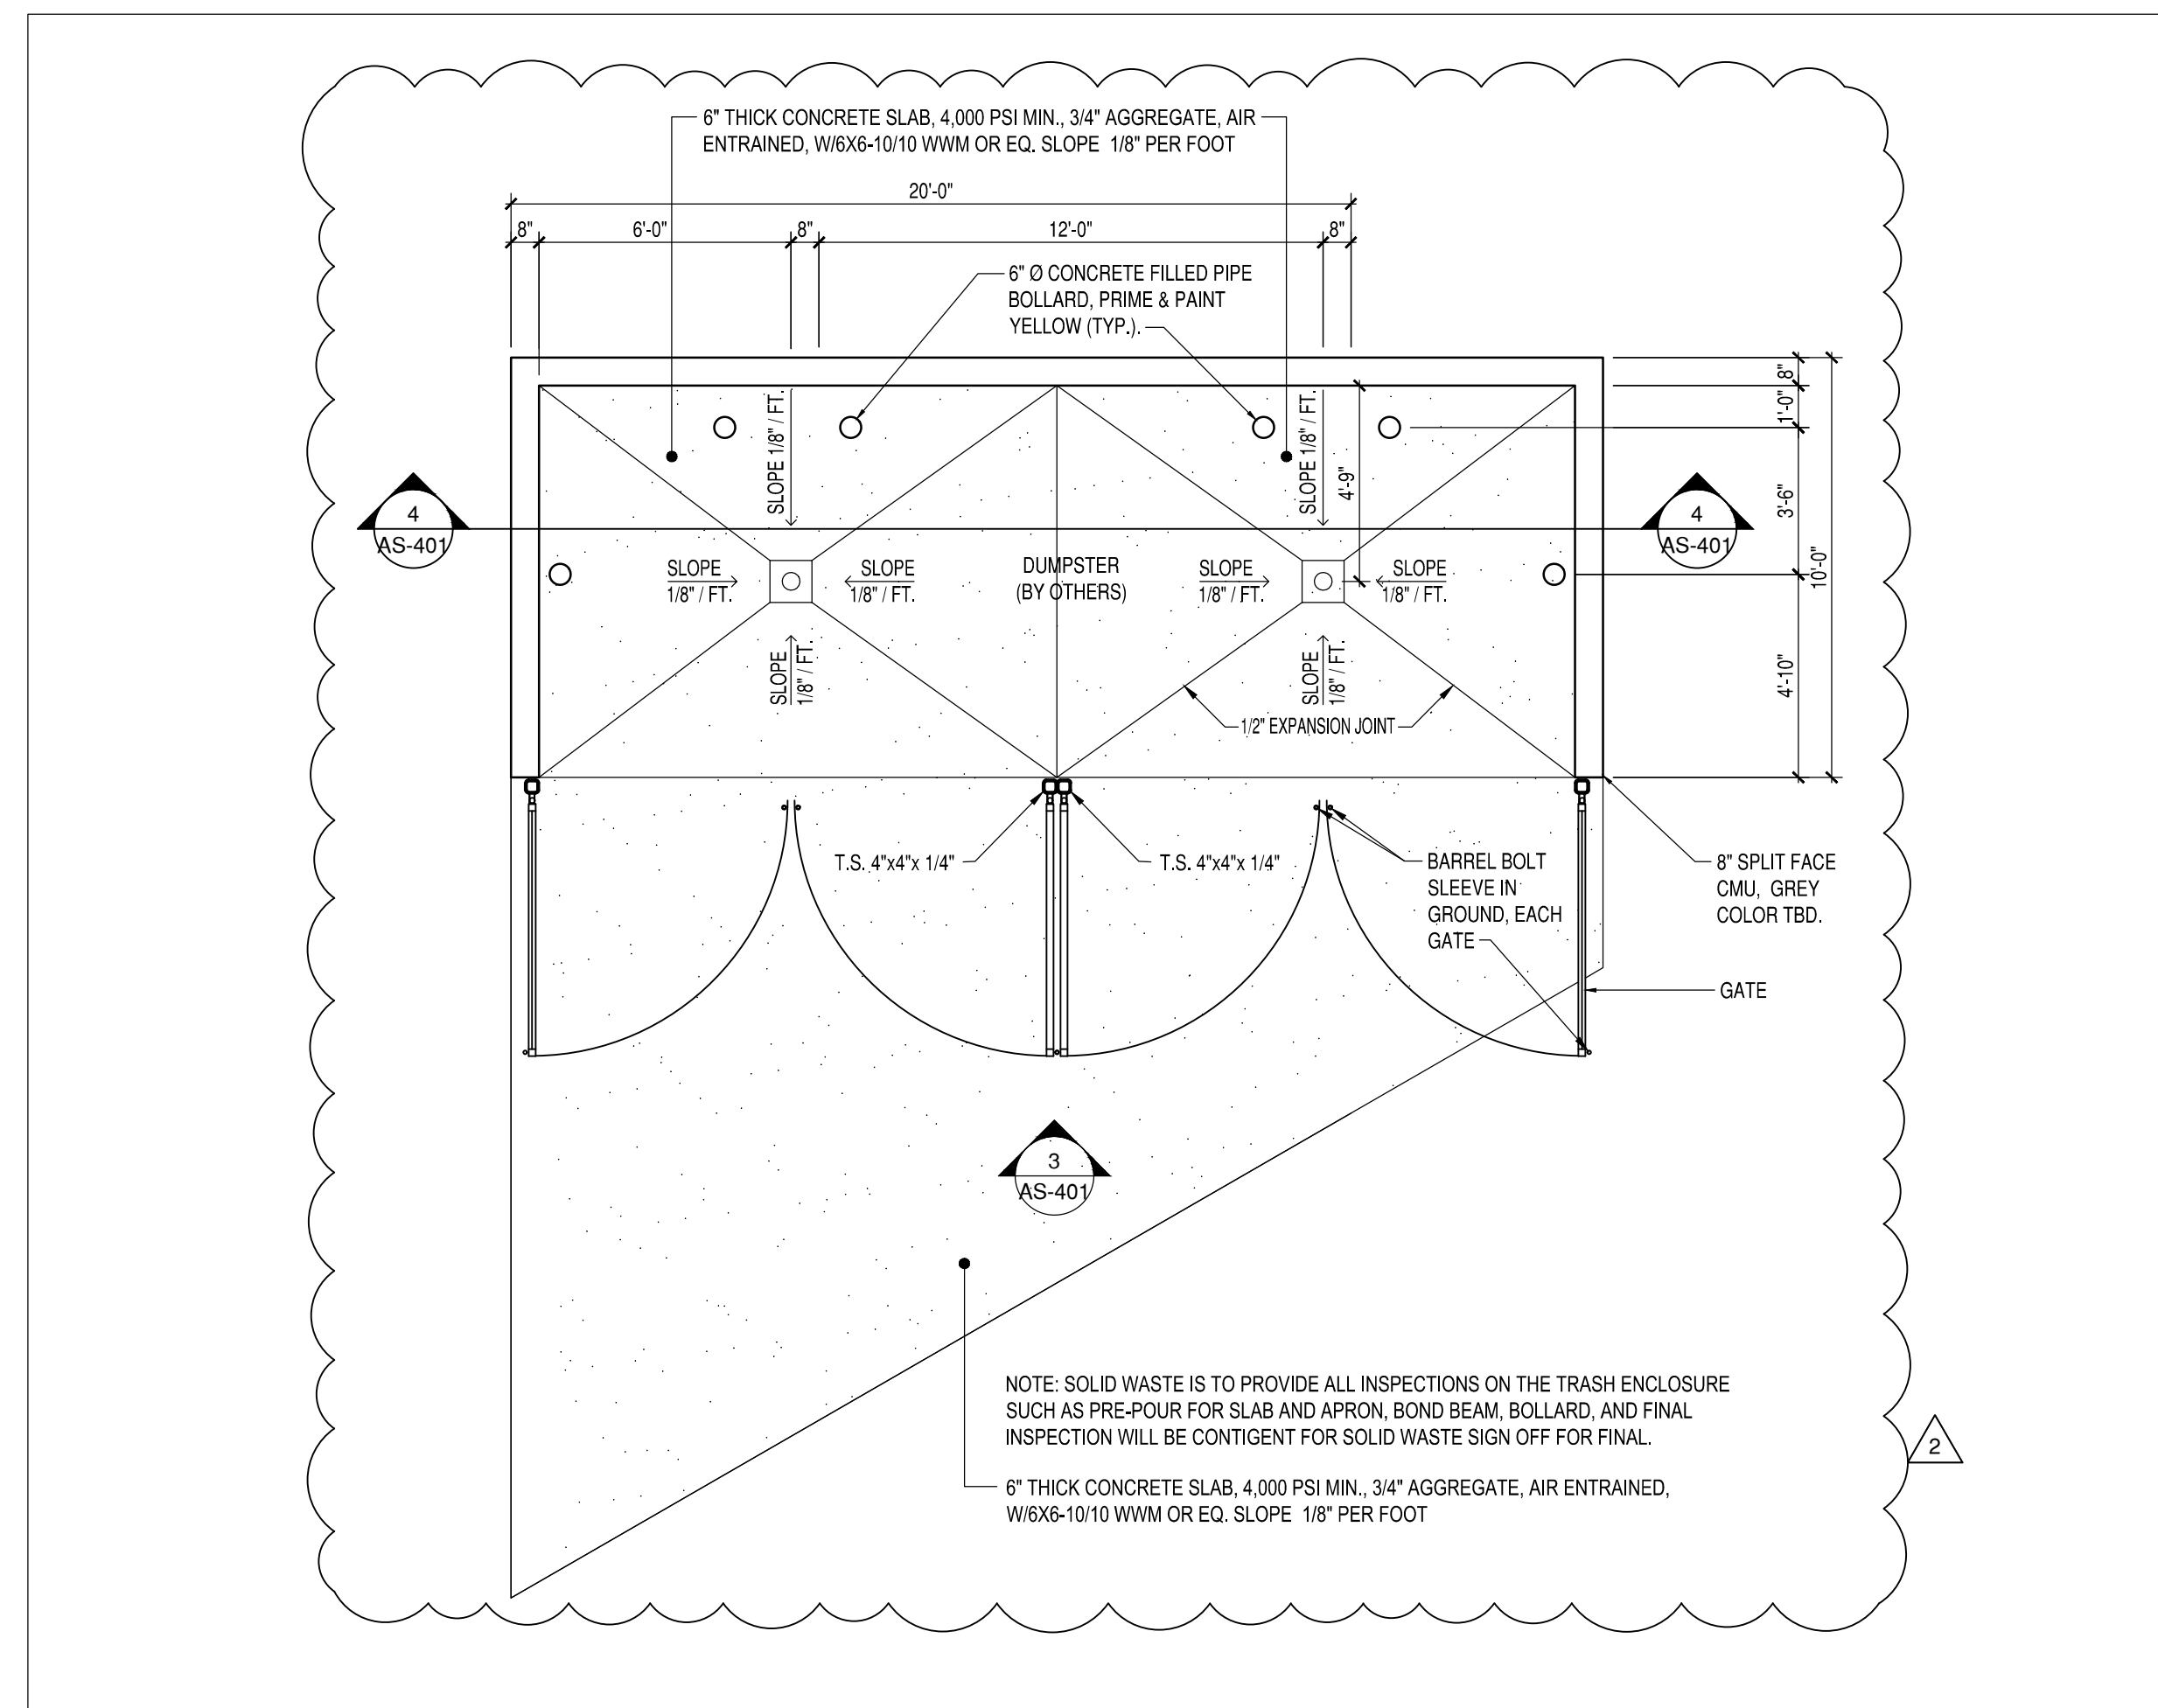 6" THICK CONCRETE SLAB, 4,000 PSI MIN., 3/4" AGGREGATE, AIR
ENTRAINED, W/6X6-10/10 WWM OR EQ. SLOPE 1/8" PER FOOT
20'-0"
8"
6'-0"
8"
12'-0"
8"
6" Ø CONCRETE FILLED PIPE
BOLLARD, PRIME & PAINT
YELLOW (TYP.).
8"
1'-0"
3'-6"
4'-10"
10'-0"
SLOPE 1/8" / FT.
SLOPE 1/8" / FT.
4'-9"
4
AS-401
4
AS-401
SLOPE
1/8" / FT.
SLOPE
1/8" / FT.
DUMPSTER
(BY OTHERS)
SLOPE
1/8" / FT.
SLOPE
1/8" / FT.
SLOPE
1/8" / FT.
SLOPE
1/8" / FT.
1/2" EXPANSION JOINT
T.S. 4"x4"x 1/4"
T.S. 4"x4"x 1/4"
BARREL BOLT
SLEEVE IN
GROUND, EACH
GATE
8" SPLIT FACE
CMU, GREY
COLOR TBD.
GATE
3
AS-401
NOTE: SOLID WASTE IS TO PROVIDE ALL INSPECTIONS ON THE TRASH ENCLOSURE
SUCH AS PRE-POUR FOR SLAB AND APRON, BOND BEAM, BOLLARD, AND FINAL
INSPECTION WILL BE CONTIGENT FOR SOLID WASTE SIGN OFF FOR FINAL.
2
6" THICK CONCRETE SLAB, 4,000 PSI MIN., 3/4" AGGREGATE, AIR ENTRAINED,
W/6X6-10/10 WWM OR EQ. SLOPE 1/8" PER FOOT